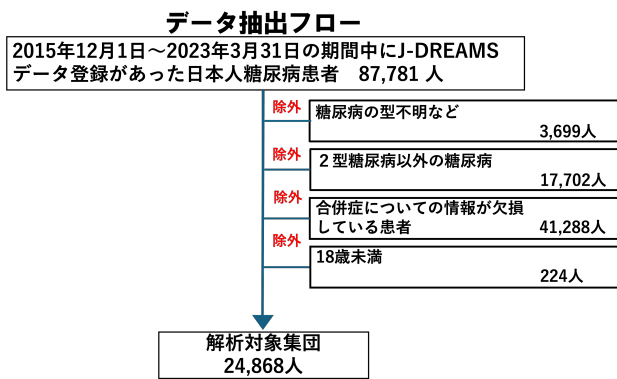 データ抽出フロー
2015年12月1日～2023年3月31日の期間中にJ-DREAMS
データ登録があった日本人糖尿病患者　87,781 人
除外
糖尿病の型不明など
3,699人
除外
２型糖尿病以外の糖尿病
17,702人
除外
合併症についての情報が欠損
している患者
41,288人
除外
18歳未満
224人
解析対象集団
24,868人